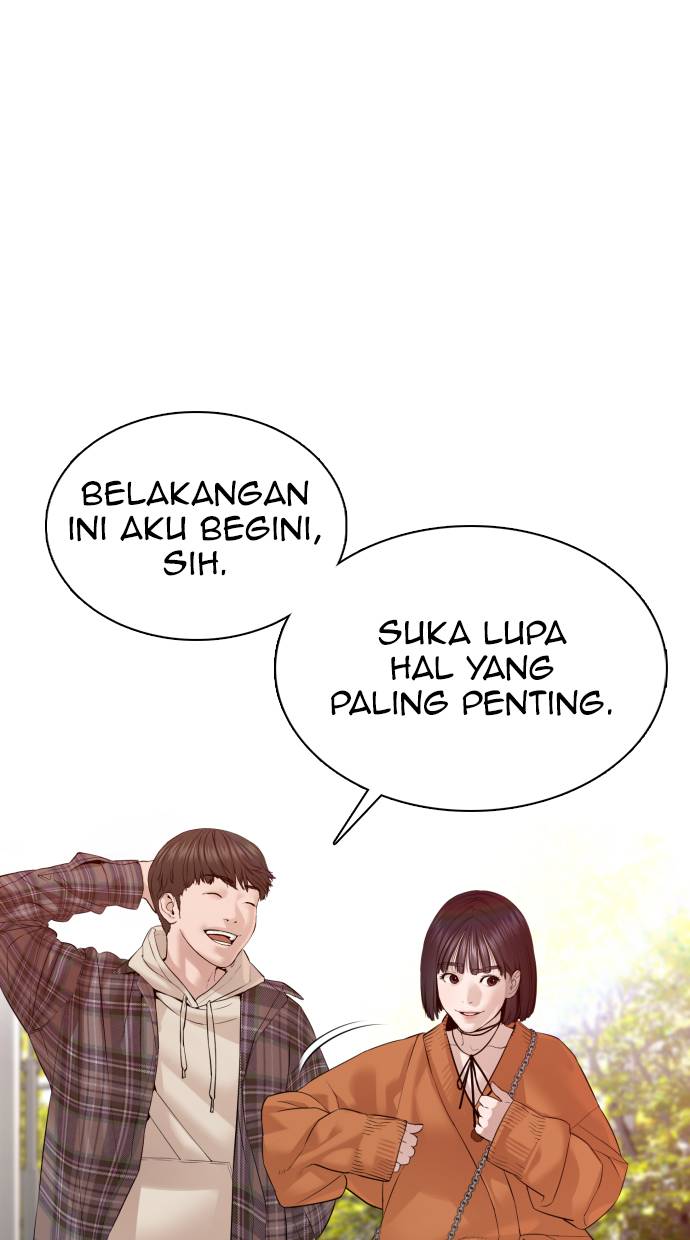 BELAKANGAN
INI AKU BEGINI,
SIH.
SUKA LUPA
HAL YANG
PALING PENTING.